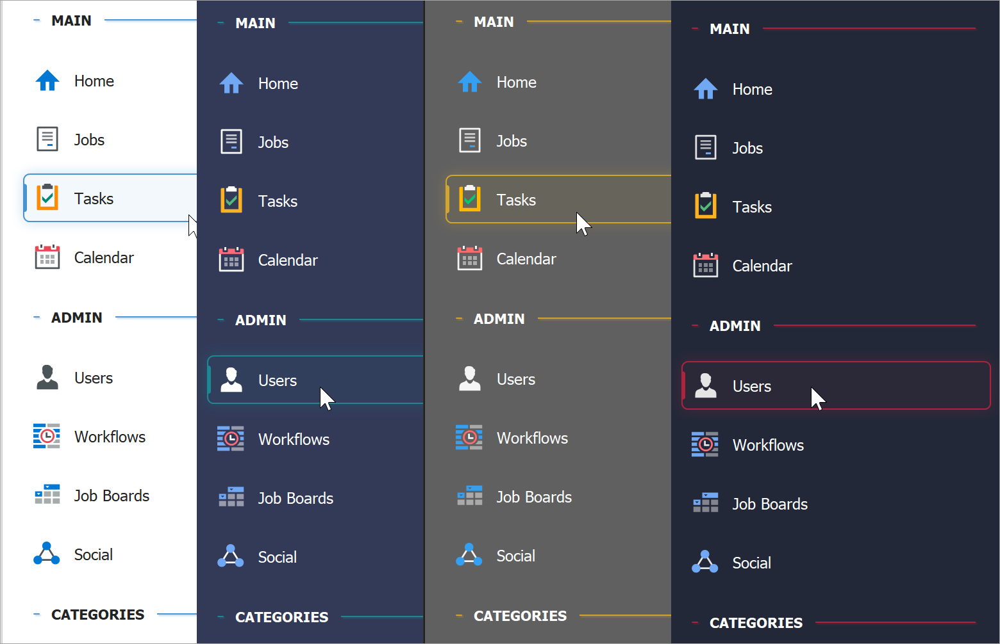 MAIN
Home
Jobs
Tasks
Calendar
ADMIN
Users
Workflows
Job Boards
Social
CATEGORIES
MAIN
Home
Jobs
Tasks
Calendar
ADMIN
Users
Workflows
Job Boards
Social
CATEGORIES
MAIN
Home
Jobs
Tasks
Calendar
ADMIN
Users
Workflows
Job Boards
Social
CATEGORIES
MAIN
Home
Jobs
Tasks
Calendar
ADMIN
Users
Workflows
Job Boards
Social
CATEGORIES